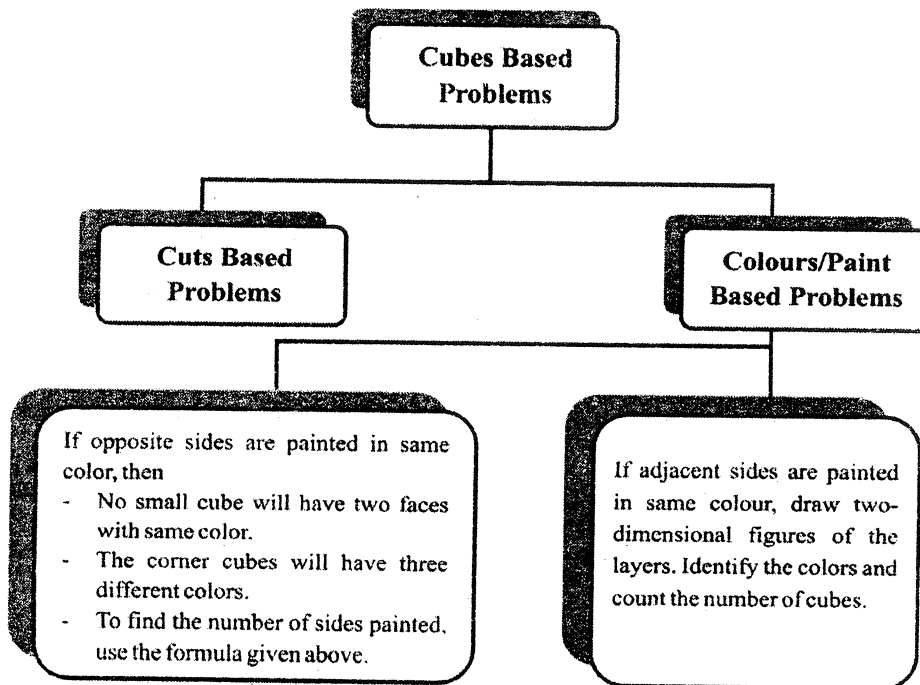 Cubes Based
Problems
Cuts Based
Problems
Colours/Paint
Based Problems
If opposite sides are painted in same
color, then
- No small cube will have two faces
with same color.
- The corner cubes will have three
different colors.
- To find the number of sides painted,
use the formula given above.
If adjacent sides are painted
in same colour, draw two-
dimensional figures of the
layers. Identify the colors and
count the number of cubes.